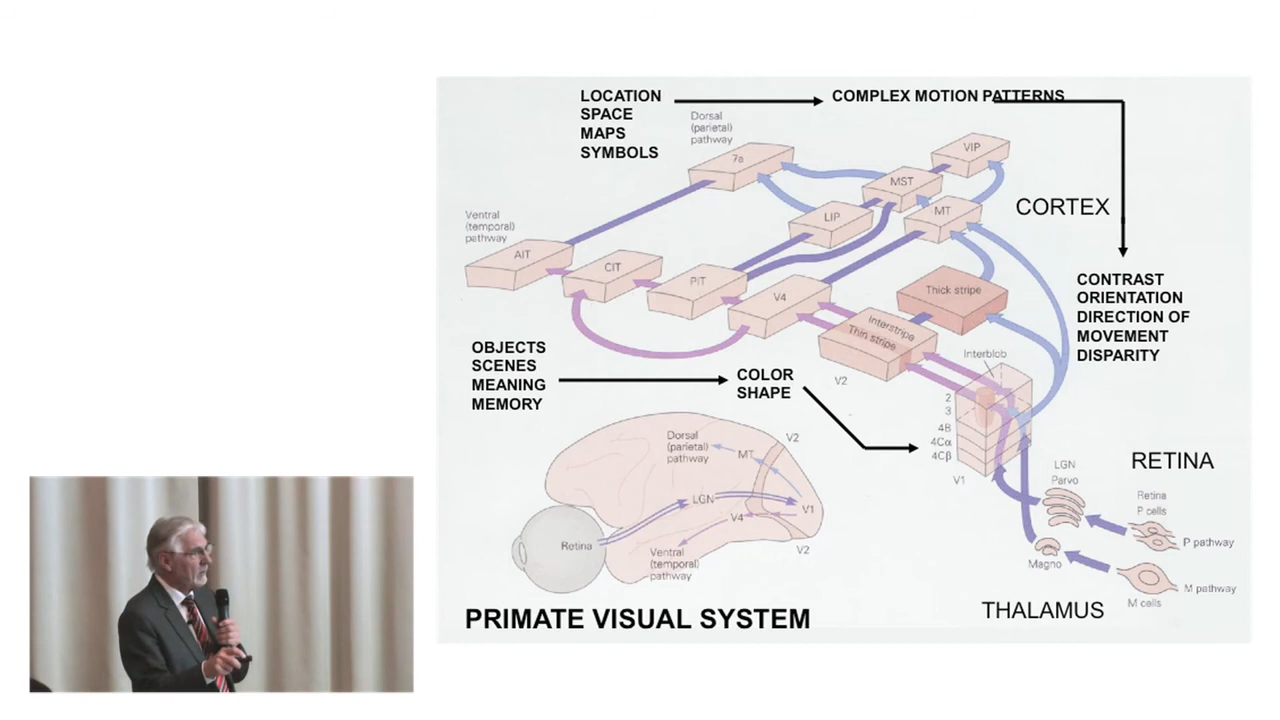 LOCATION
SPACE
MAPS
SYMBOLS
COMPLEX MOTION PATTERNS
Dorsal
(parietal)
pathway
7a
VIP
MST
LIP
MT
CORTEX
Ventral
(temporal)
pathway
AIT
CIT
PIT
V4
Thick stripe
Interstripe
Thin stripe
V2
CONTRAST
ORIENTATION
DIRECTION OF
MOVEMENT
DISPARITY
Interblob
OBJECTS
SCENES
MEANING
MEMORY
COLOR
SHAPE
2
3
4B
4Cα
4Cβ
V1
Dorsal
(parietal)
pathway
MT
V2
LGN
V4
V1
V2
Retina
Ventral
(temporal)
pathway
RETINA
LGN
Parvo
Retina
P cells
P pathway
Magno
M pathway
M cells
THALAMUS
PRIMATE VISUAL SYSTEM